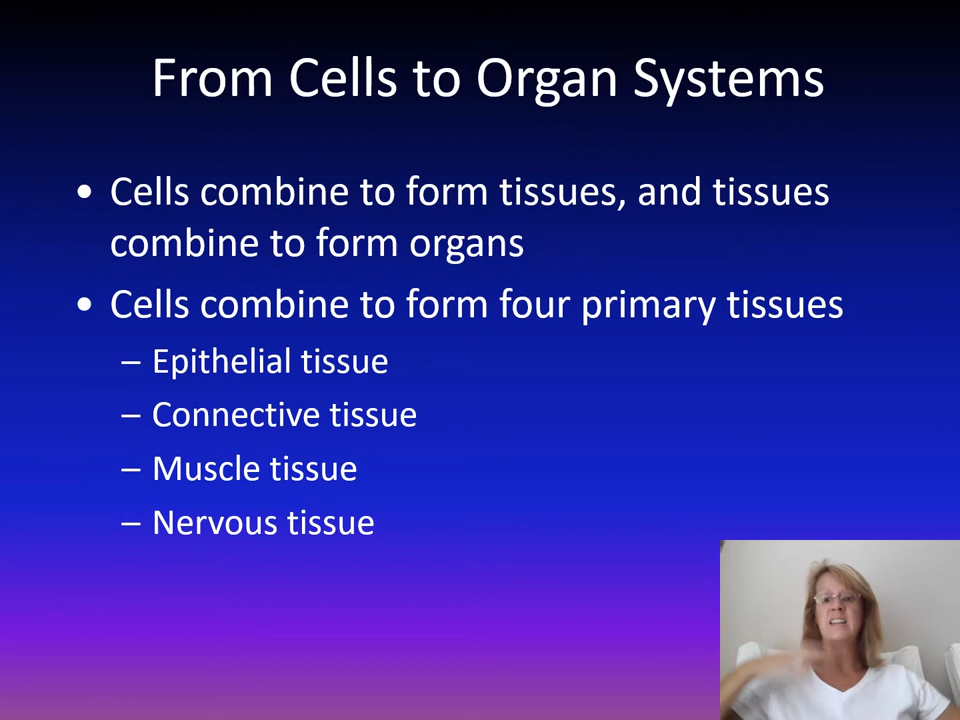 From Cells to Organ Systems
• Cells combine to form tissues, and tissues
combine to form organs
• Cells combine to form four primary tissues
– Epithelial tissue
– Connective tissue
– Muscle tissue
– Nervous tissue